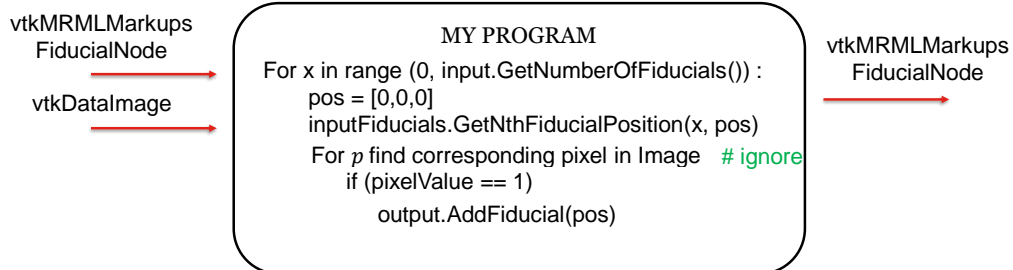 vtkMRMLMarkups
FiducialNode
vtkDataImage
MY PROGRAM
For x in range (0, input.GetNumberOfFiducials()) :
pos = [0,0,0]
inputFiducials.GetNthFiducialPosition(x, pos)
For p find corresponding pixel in Image # ignore
if (pixelValue == 1)
output.AddFiducial(pos)
vtkMRMLMarkups
FiducialNode